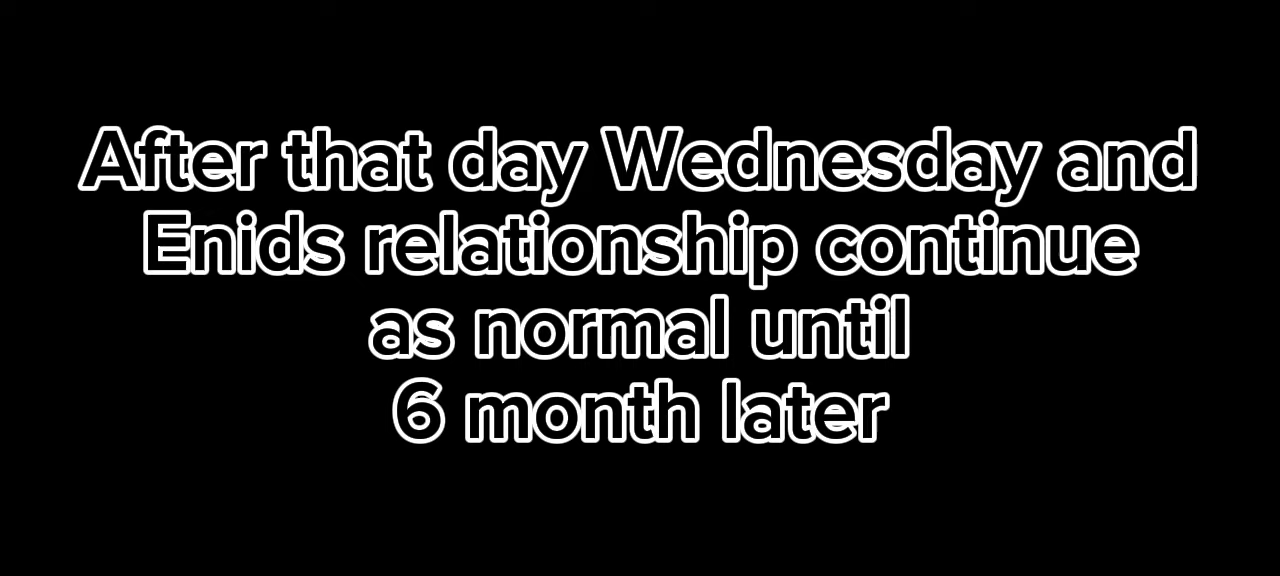 After that day Wednesday and
Enids relationship continue
as normal until
6 month later